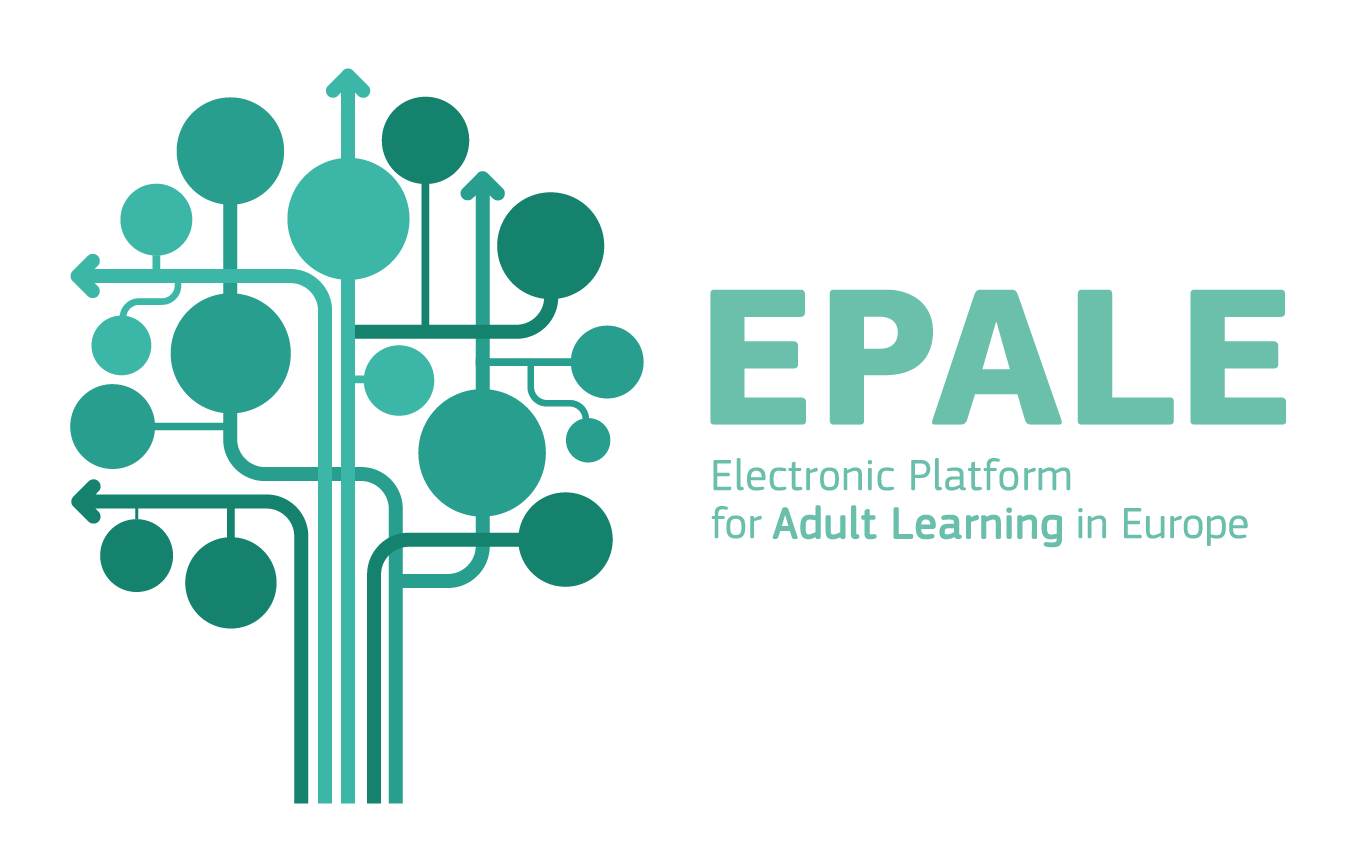 EPALE
Electronic Platform
for Adult Learning in Europe